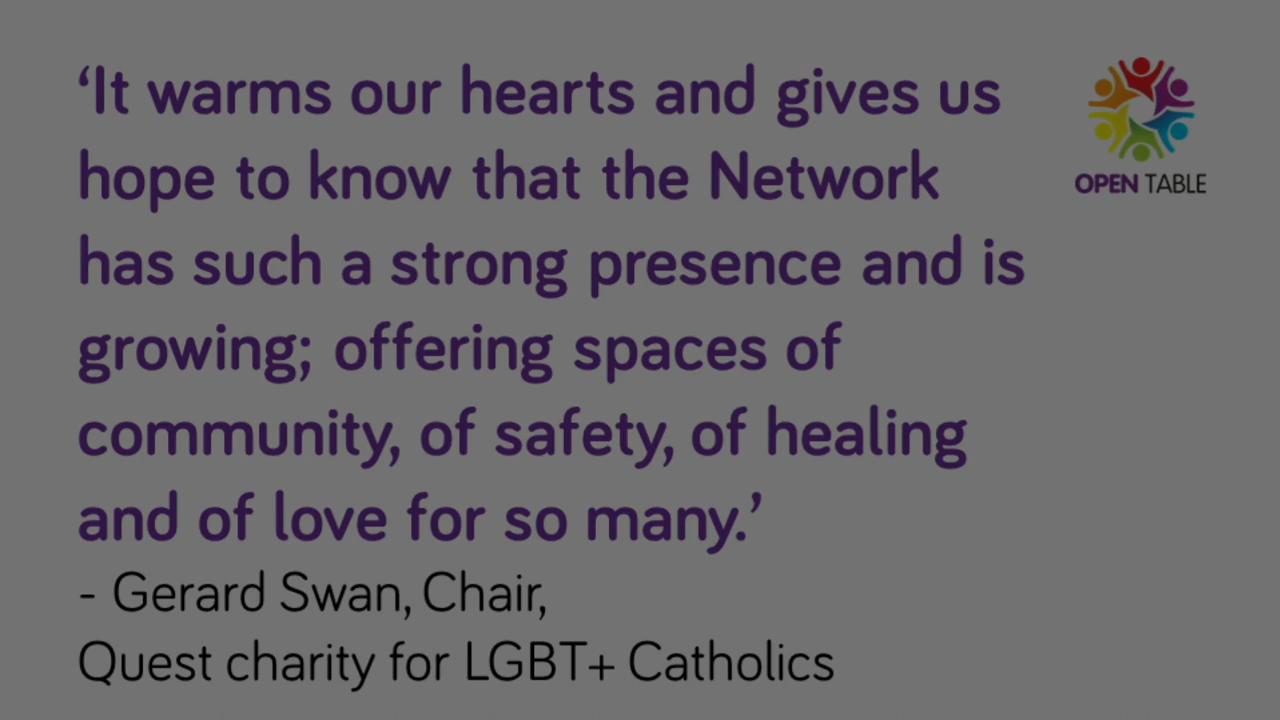 ‘It warms our hearts and gives us
hope to know that the Network
has such a strong presence and is
growing; offering spaces of
community, of safety, of healing
and of love for so many.’
- Gerard Swan, Chair,
Quest charity for LGBT+ Catholics
OPEN TABLE